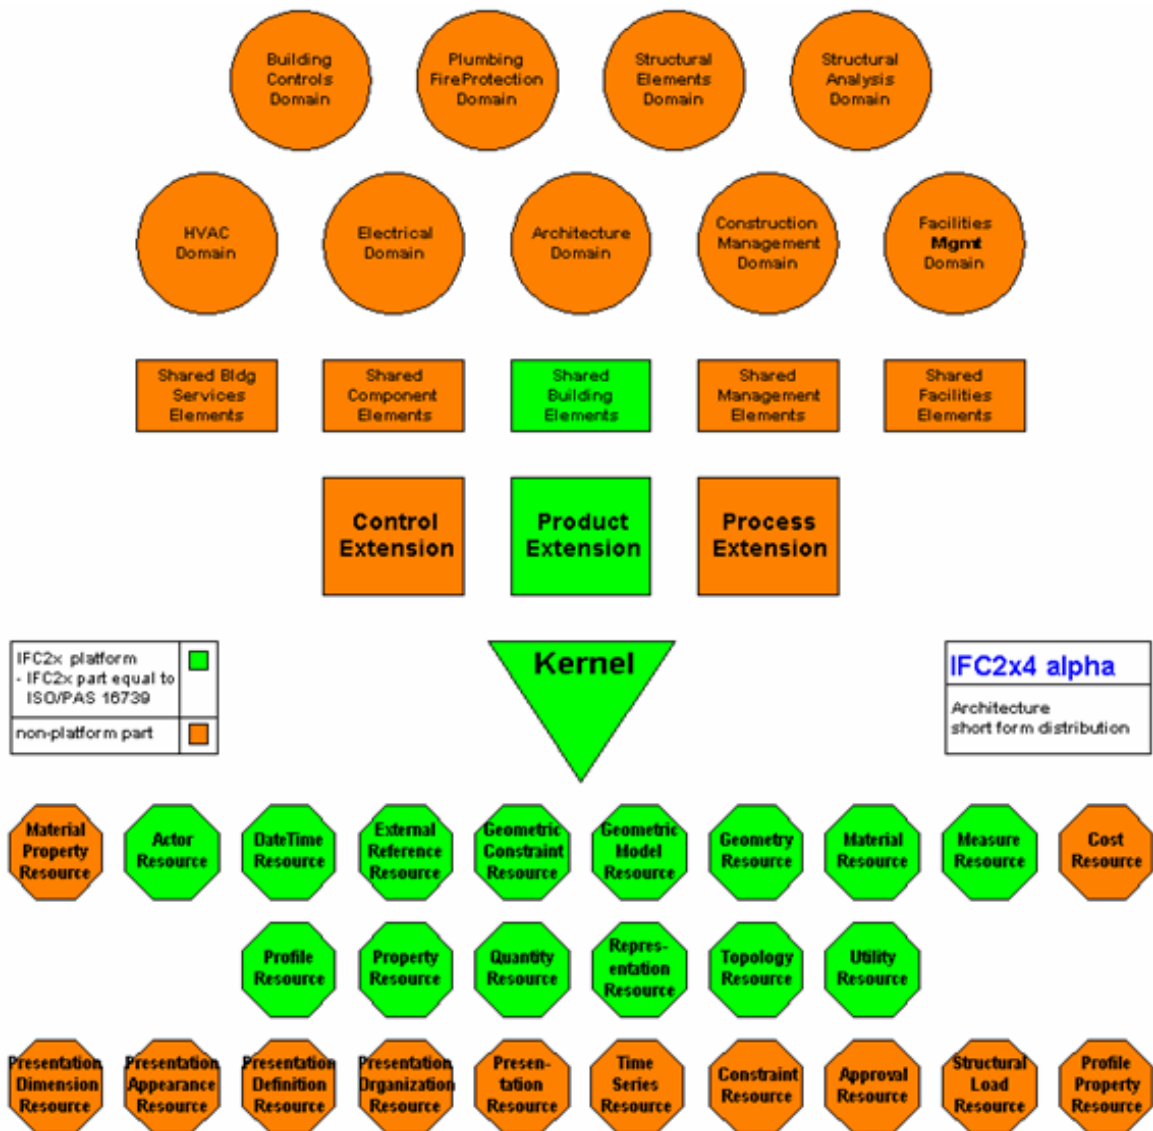 Building
Controls
Domain
Plumbing
FireProtection
Domain
Structural
Elements
Domain
Structural
Analysis
Domain
HVAC
Domain
Electrical
Domain
Architecture
Domain
Construction
Management
Domain
Facilities
Mgmt
Domain
Shared Bldg
Services
Elements
Shared
Component
Elements
Shared
Building
Elements
Shared
Management
Elements
Shared
Facilities
Elements
Control
Extension
Product
Extension
Process
Extension
IFC2x platform
- IFC2x part equal to
ISO/PAS 16739
non-platform part
Kernel
IFC2x4 alpha
Architecture
short form distribution
Material
Property
Resource
Actor
Resource
DateTime
Resource
External
Reference
Resource
Geometric
Constraint
Resource
Geometric
Model
Resource
Geometry
Resource
Material
Resource
Measure
Resource
Cost
Resource
Profile
Resource
Property
Resource
Quantity
Resource
Repres-
entation
Resource
Topology
Resource
Utility
Resource
Presentation
Dimension
Resource
Presentation
Appearance
Resource
Presentation
Definition
Resource
Presentation
Organization
Resource
Presen-
tation
Resource
Time
Series
Resource
Constraint
Resource
Approval
Resource
Structural
Load
Resource
Profile
Property
Resource